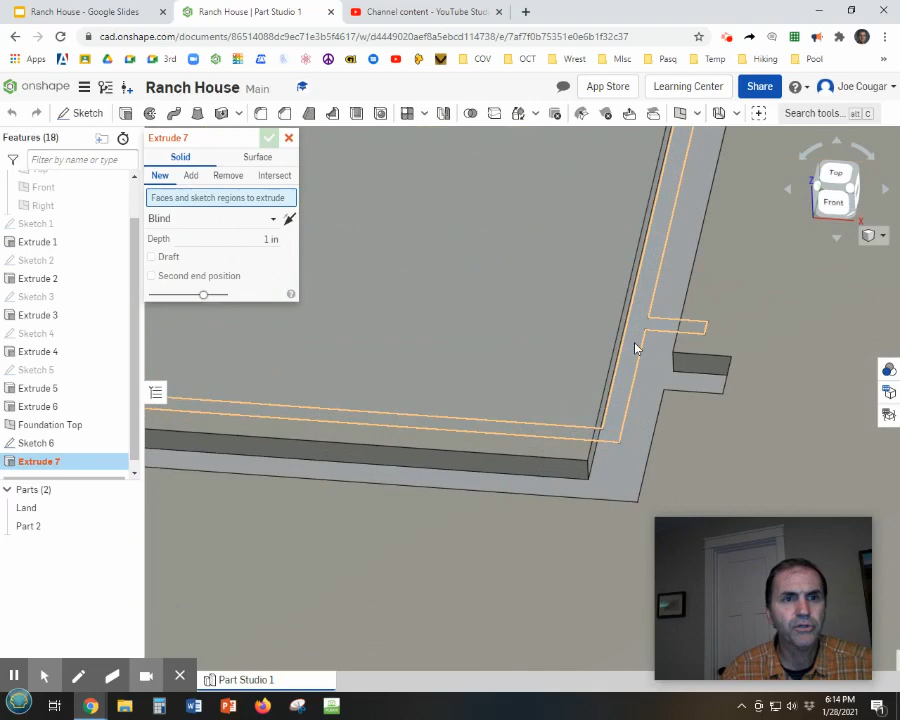 Ranch House - Google Slides
Ranch House | Part Studio 1
Channel content - YouTube Studi
cad.onshape.com/documents/86514088dc9ec71e3b5f4617/w/d4449020aef8a5ebcd114738/e/7af7f0b75351e0e6b1f32c37
Apps
3rd
COV
OCT
Wrest
MIsc
Pasq
Temp
Hiking
Pool
onshape
Ranch House Main
App Store
Learning Center
Share
Joe Cougar
Sketch
Search tools...
alt C
Features (18)
Filter by name or type
Top
Front
Right
Sketch 1
Extrude 1
Sketch 2
Extrude 2
Sketch 3
Extrude 3
Sketch 4
Extrude 4
Sketch 5
Extrude 5
Extrude 6
Foundation Top
Sketch 6
Extrude 7
Parts (2)
Land
Part 2
Extrude 7
Solid
Surface
New
Add
Remove
Intersect
Faces and sketch regions to extrude
Blind
Depth
1 in
Draft
Second end position
Top
Z
Front
X
Part Studio 1
6:14 PM
1/28/2021